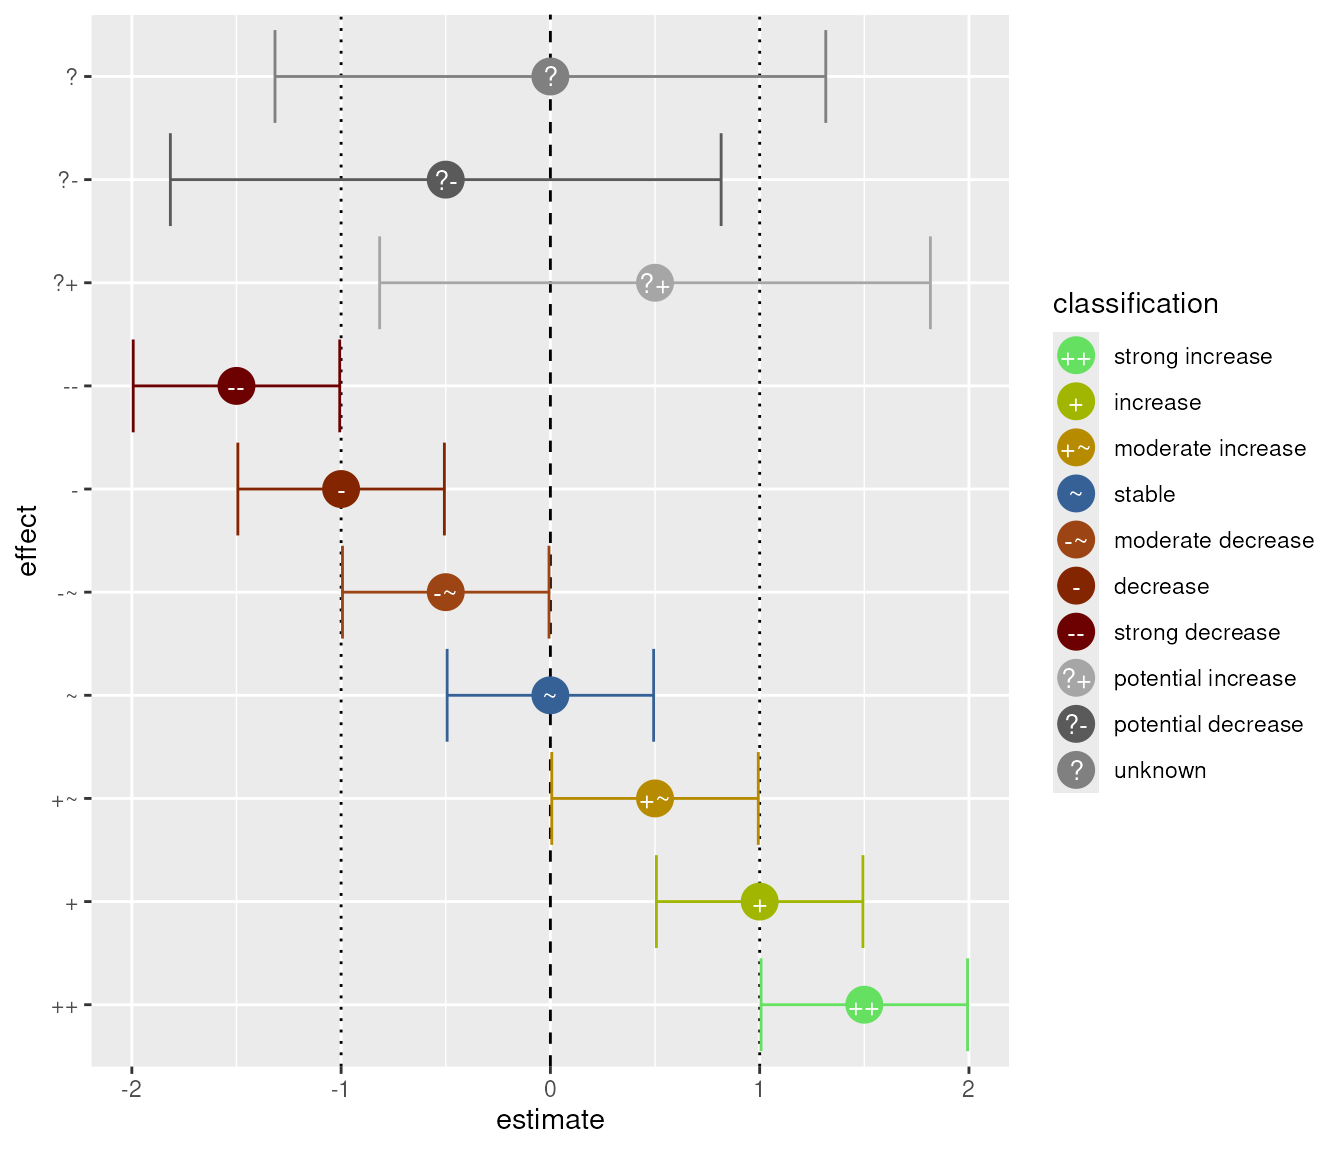 effect
?
?
?-
?-
?+
?+
--
--
-
-
-~
-~
~
~
+~
+~
+
+
++
++
-2 -1 0 1 2
estimate
classification
++ strong increase
+ increase
+~ moderate increase
~ stable
-~ moderate decrease
- decrease
-- strong decrease
?+ potential increase
?- potential decrease
? unknown